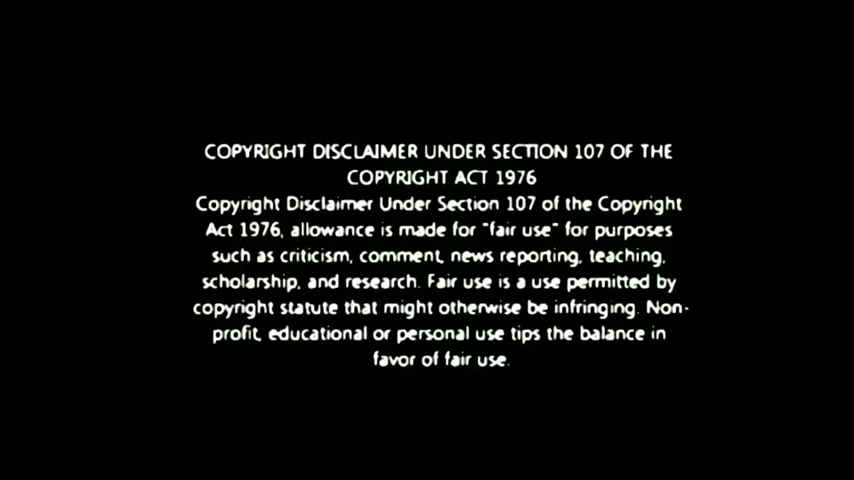 COPYRIGHT DISCLAIMER UNDER SECTION 107 OF THE
COPYRIGHT ACT 1976
Copyright Disclaimer Under Section 107 of the Copyright
Act 1976, allowance is made for "fair use" for purposes
such as criticism, comment, news reporting, teaching,
scholarship, and research. Fair use is a use permitted by
copyright statute that might otherwise be infringing. Non-
profit, educational or personal use tips the balance in
favor of fair use.